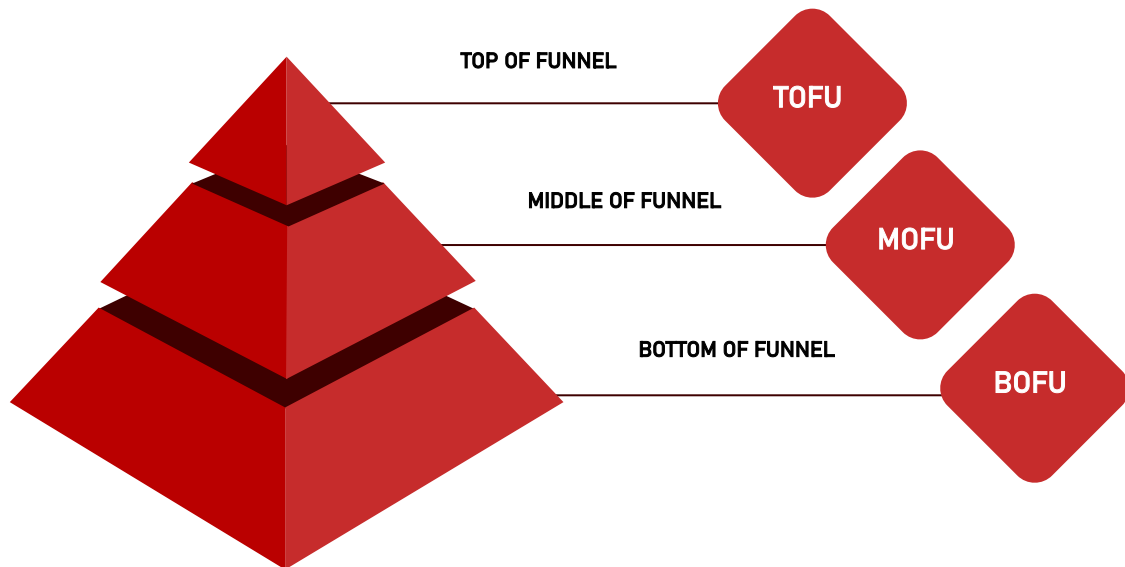 TOP OF FUNNEL
TOFU
MIDDLE OF FUNNEL
MOFU
BOTTOM OF FUNNEL
BOFU